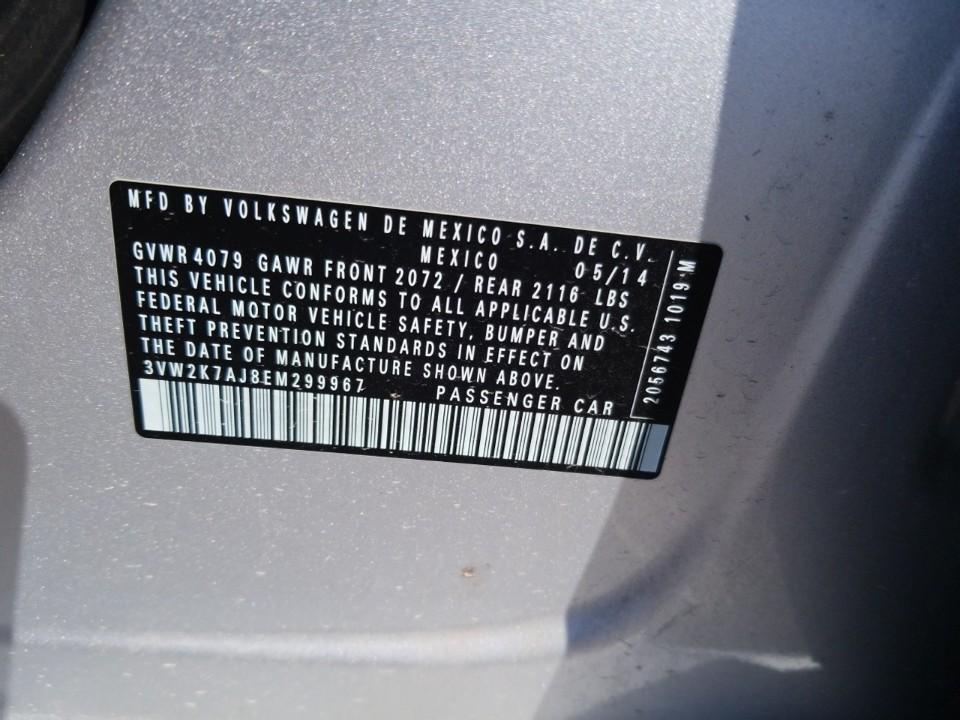 MFD BY VOLKSWAGEN DE MEXICO S.A. DE C.V.
MEXICO 05/14
GVWR 4079 GAWR FRONT 2072 / REAR 2116 LBS
THIS VEHICLE CONFORMS TO ALL APPLICABLE U.S.
FEDERAL MOTOR VEHICLE SAFETY, BUMPER AND
THEFT PREVENTION STANDARDS IN EFFECT ON
THE DATE OF MANUFACTURE SHOWN ABOVE.
3VW2K7AJ8EM299967 PASSENGER CAR
2056743 1019 M